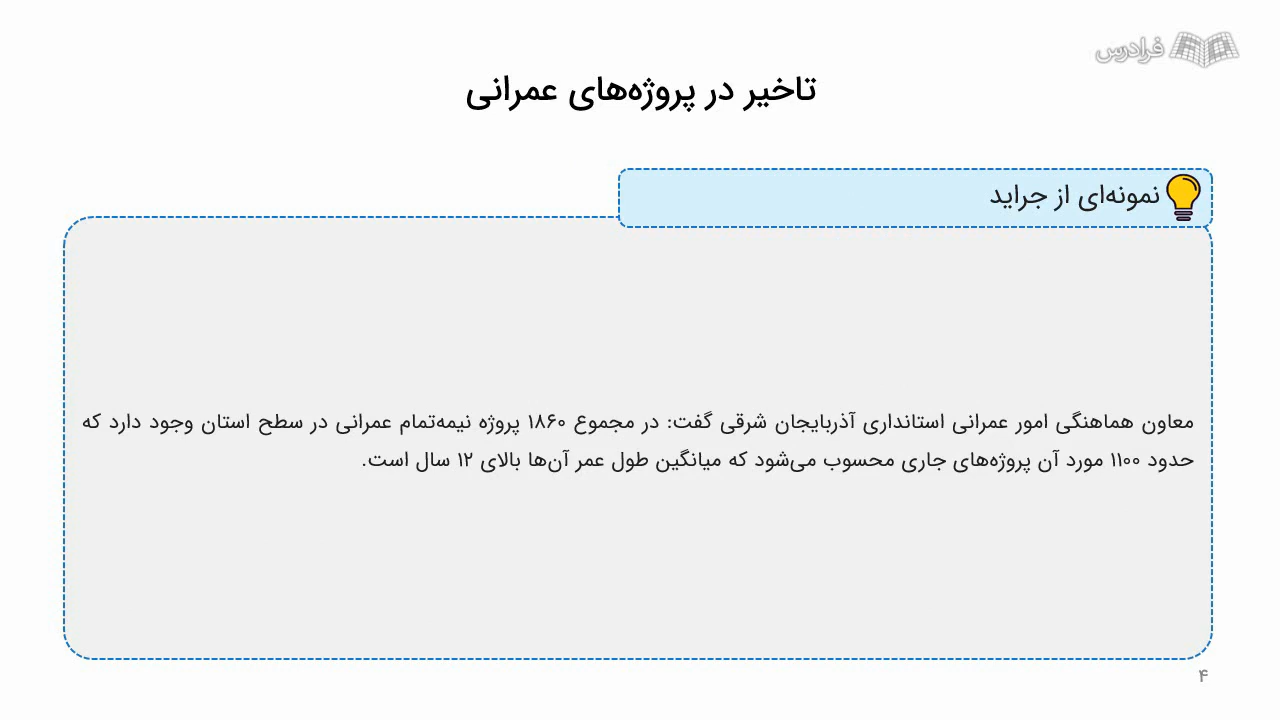 فرادرس
تاخیر در پروژه‌های عمرانی
نمونه‌ای از جراید
معاون هماهنگی امور عمرانی استانداری آذربایجان شرقی گفت: در مجموع ۱۸۶۰ پروژه نیمه‌تمام عمرانی در سطح استان وجود دارد که
حدود ۱۱۰۰ مورد آن پروژه‌های جاری محسوب می‌شود که میانگین طول عمر آن‌ها بالای ۱۲ سال است.
۴